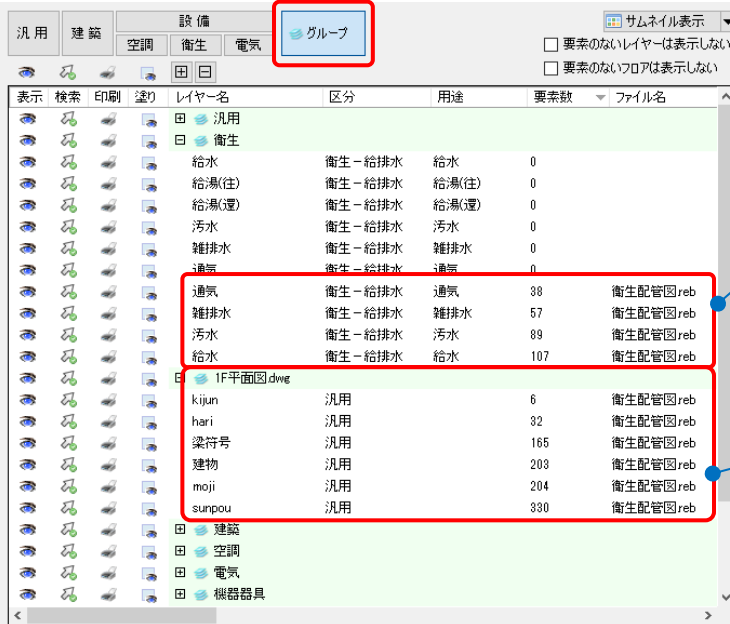 汎用 建築 設備 グループ サムネイル表示
空調 衛生 電気 要素のないレイヤーは表示しない
要素のないフロアは表示しない
表示 検索 印刷 塗り レイヤー名 区分 用途 要素数 ファイル名
汎用
衛生
給水 衛生－給排水 給水 0
給湯(往) 衛生－給排水 給湯(往) 0
給湯(還) 衛生－給排水 給湯(還) 0
汚水 衛生－給排水 汚水 0
雑排水 衛生－給排水 雑排水 0
通気 衛生－給排水 通気 0
通気 衛生－給排水 通気 38 衛生配管図.reb
雑排水 衛生－給排水 雑排水 57 衛生配管図.reb
汚水 衛生－給排水 汚水 89 衛生配管図.reb
給水 衛生－給排水 給水 107 衛生配管図.reb
1F平面図.dwg
kijun 汎用 6 衛生配管図.reb
hari 汎用 32 衛生配管図.reb
梁符号 汎用 165 衛生配管図.reb
建物 汎用 203 衛生配管図.reb
moji 汎用 204 衛生配管図.reb
sunpou 汎用 330 衛生配管図.reb
建築
空調
電気
機器器具